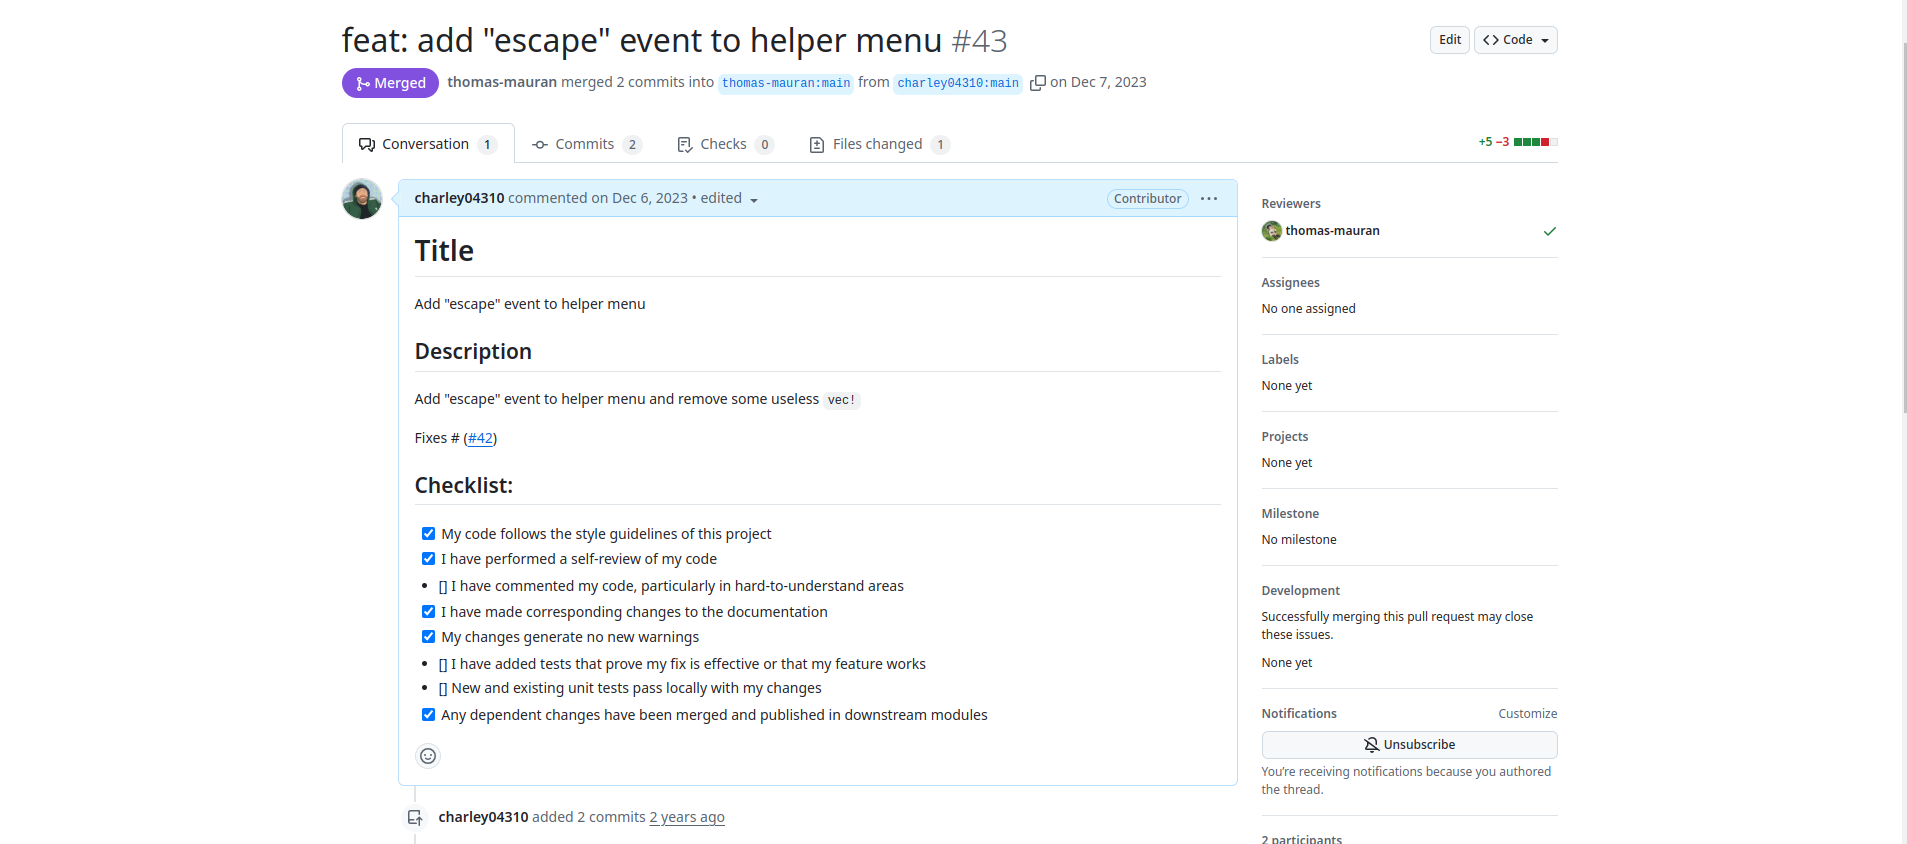 feat: add "escape" event to helper menu #43
Edit
Code
Merged
thomas-mauran merged 2 commits into thomas-mauran:main from charley04310:main on Dec 7, 2023
Conversation 1
Commits 2
Checks 0
Files changed 1
+5 −3
charley04310 commented on Dec 6, 2023 • edited
Contributor
Title
Add "escape" event to helper menu
Description
Add "escape" event to helper menu and remove some useless vec!
Fixes # (#42)
Checklist:
My code follows the style guidelines of this project
I have performed a self-review of my code
• [] I have commented my code, particularly in hard-to-understand areas
I have made corresponding changes to the documentation
My changes generate no new warnings
• [] I have added tests that prove my fix is effective or that my feature works
• [] New and existing unit tests pass locally with my changes
Any dependent changes have been merged and published in downstream modules
charley04310 added 2 commits 2 years ago
Reviewers
thomas-mauran
Assignees
No one assigned
Labels
None yet
Projects
None yet
Milestone
No milestone
Development
Successfully merging this pull request may close
these issues.
None yet
Notifications
Customize
Unsubscribe
You're receiving notifications because you authored
the thread.
2 participants